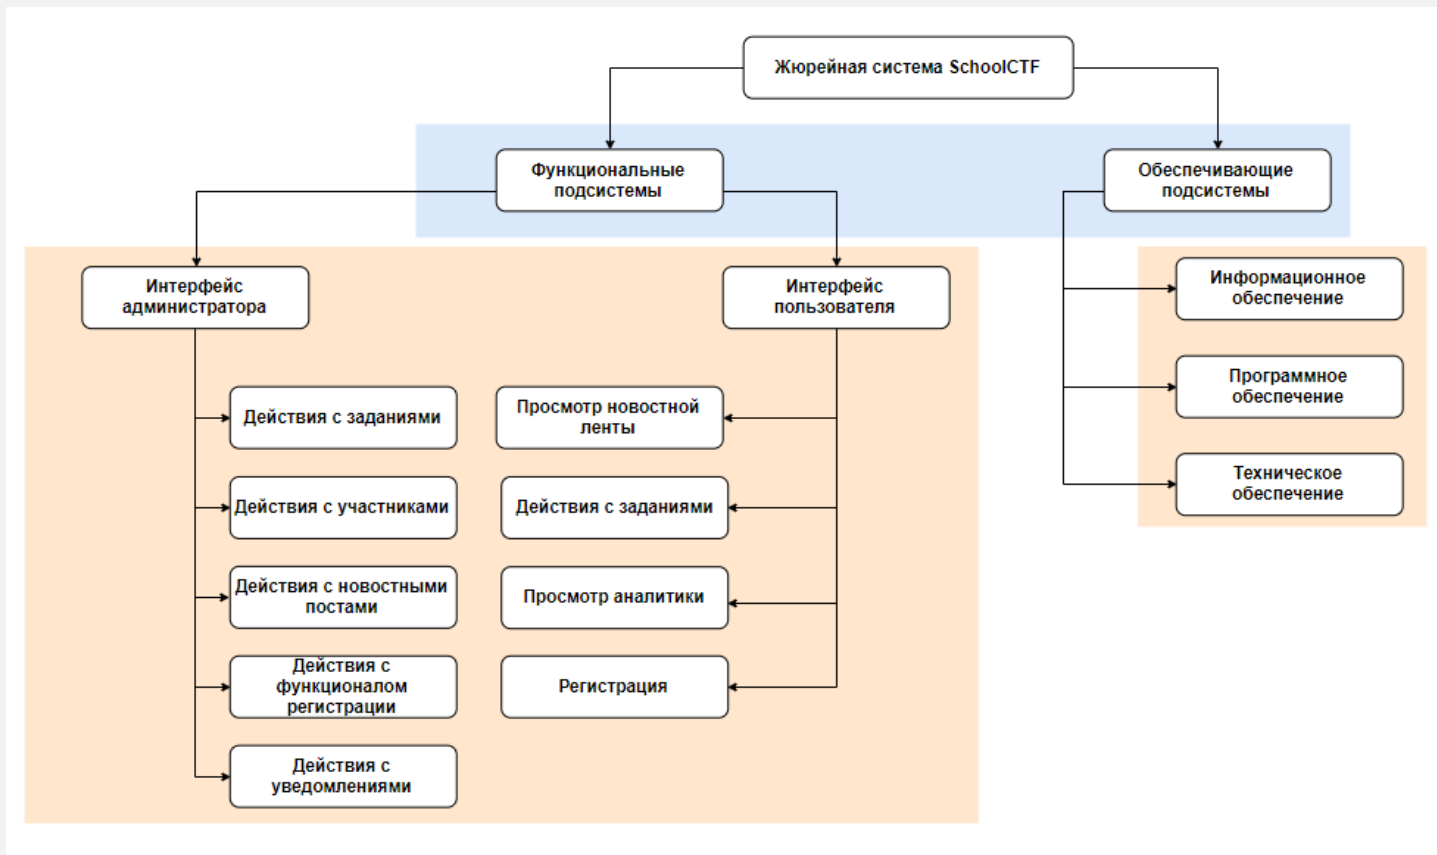 Жюрейная система SchoolCTF
Функциональные
подсистемы
Обеспечивающие
подсистемы
Интерфейс
администратора
Интерфейс
пользователя
Информационное
обеспечение
Программное
обеспечение
Техническое
обеспечение
Действия с заданиями
Действия с участниками
Действия с новостными
постами
Действия с
функционалом
регистрации
Действия с
уведомлениями
Просмотр новостной
ленты
Действия с заданиями
Просмотр аналитики
Регистрация